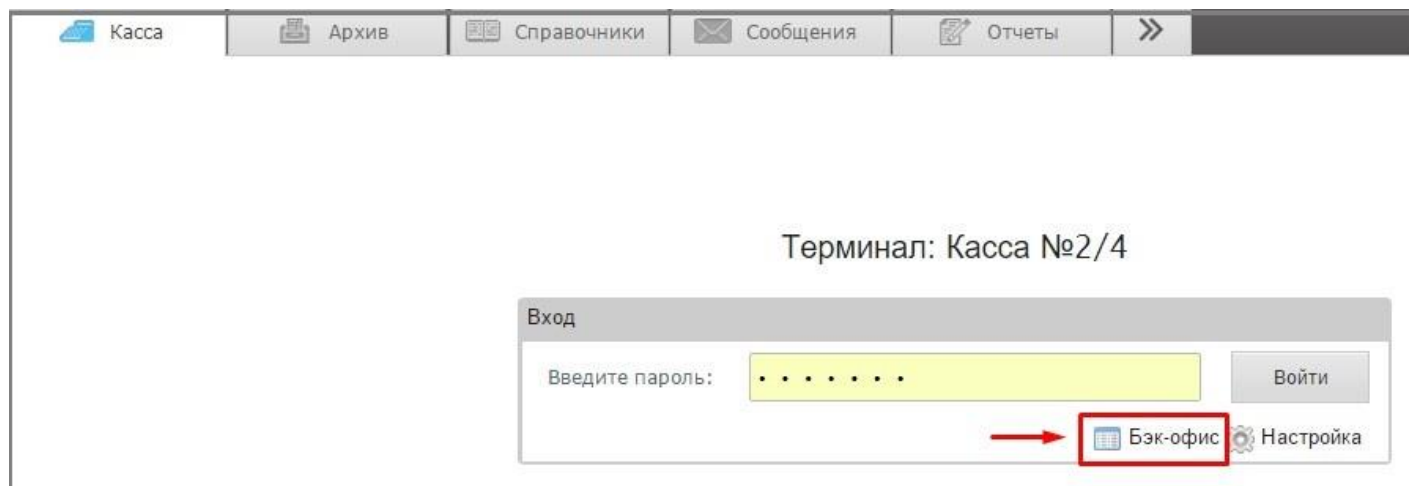 Касса Архив Справочники Сообщения Отчеты »
Терминал: Касса №2/4
Вход
Введите пароль: ······· Войти
Бэк-офис Настройка